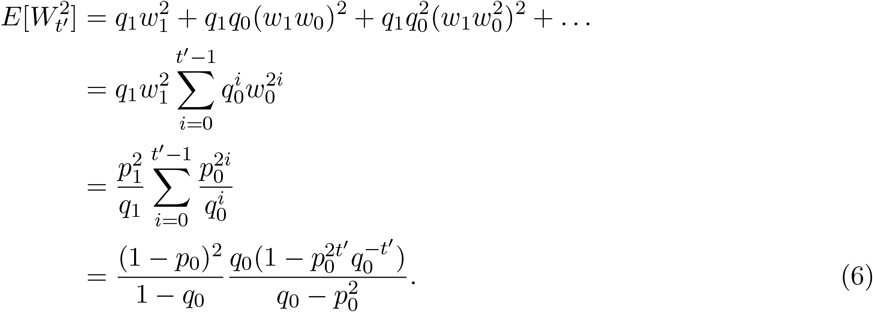 E[W_{t'}^2] = q_1 w_1^2 + q_1 q_0 (w_1 w_0)^2 + q_1 q_0^2 (w_1 w_0^2)^2 + …
= q_1 w_1^2 \sum_{i=0}^{t'-1} q_0^i w_0^{2i}
= \frac{p_1^2}{q_1} \sum_{i=0}^{t'-1} \frac{p_0^{2i}}{q_0^i}
= \frac{(1 - p_0)^2}{1 - q_0} \frac{q_0 (1 - p_0^{2t'} q_0^{-t'})}{q_0 - p_0^2}. (6)